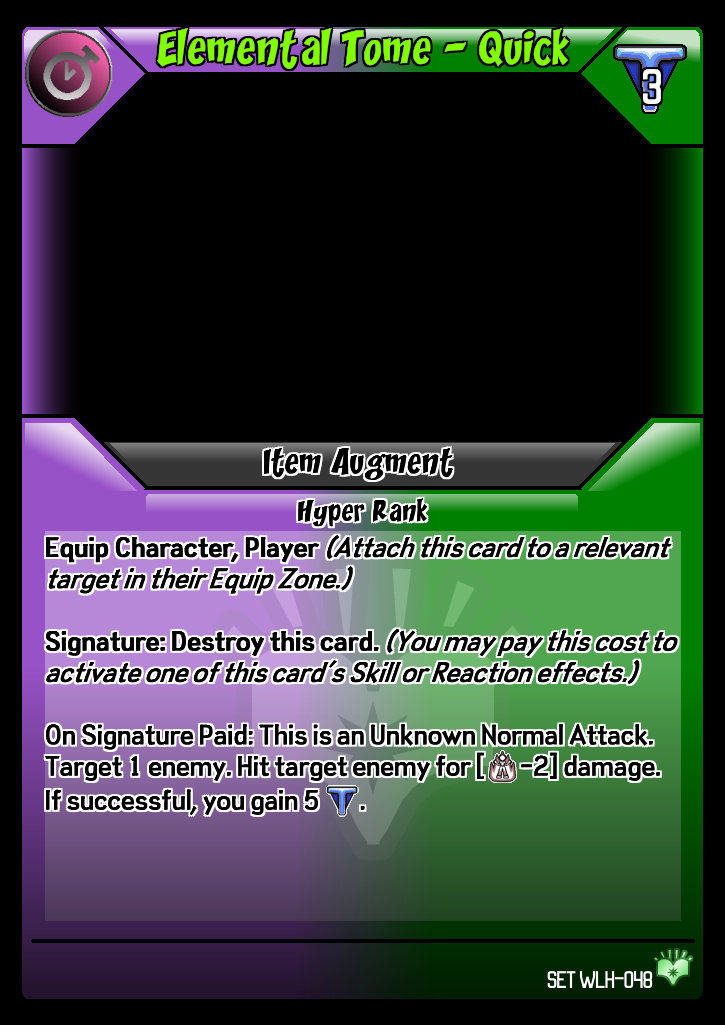 Elemental Tome - Quick
3
Item Augment
Hyper Rank
Equip Character, Player (Attach this card to a relevant
target in their Equip Zone.)
Signature: Destroy this card. (You may pay this cost to
activate one of this card's Skill or Reaction effects.)
On Signature Paid: This is an Unknown Normal Attack.
Target 1 enemy. Hit target enemy for [A-2] damage.
If successful, you gain 5 T.
SET WLH-048